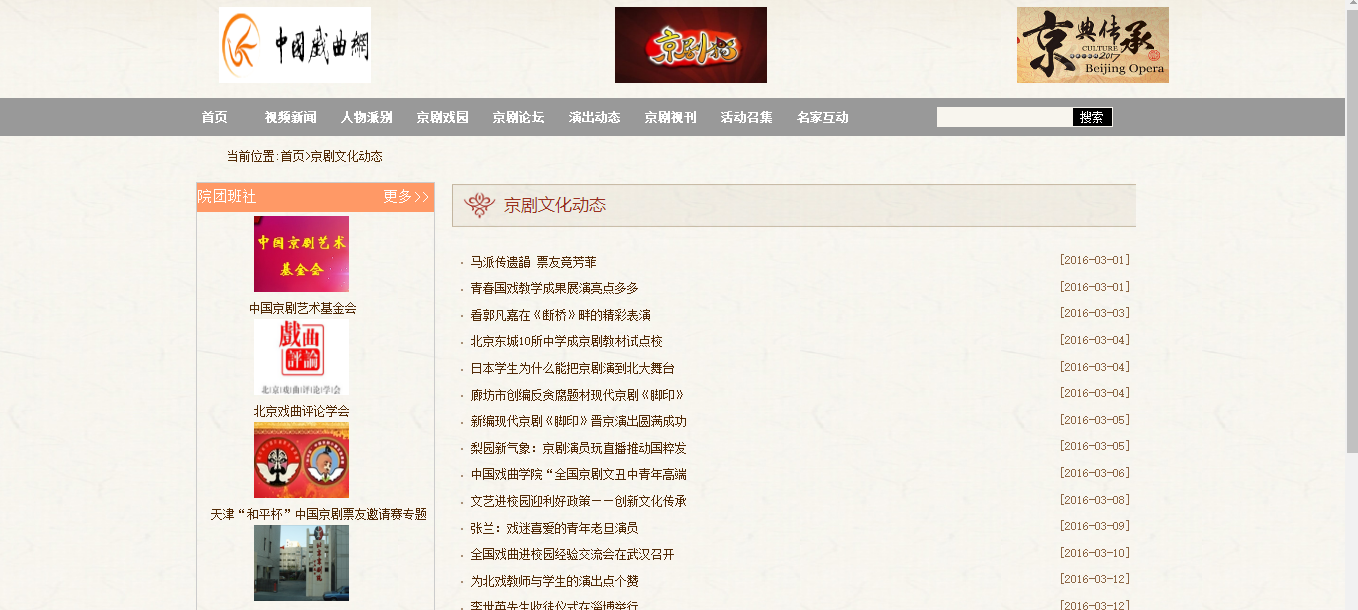 中国戲曲網
京剧
京典传承
CULTURE
2017
Beijing Opera
首页 视频新闻 人物派别 京剧戏园 京剧论坛 演出动态 京剧视刊 活动召集 名家互动 搜索
当前位置:首页>京剧文化动态
院团班社 更多>>
中国京剧艺术
基金会
中国京剧艺术基金会
戲曲
評論
北京戏曲评论学会
北京戏曲评论学会
天津“和平杯”中国京剧票友邀请赛专题
京剧文化动态
马派传遗韻 票友竞芳菲 [2016-03-01]
青春国戏教学成果展演亮点多多 [2016-03-01]
看郭凡嘉在《断桥》畔的精彩表演 [2016-03-03]
北京东城10所中学成京剧教材试点校 [2016-03-04]
日本学生为什么能把京剧演到北大舞台 [2016-03-04]
廊坊市创编反贪腐题材现代京剧《脚印》 [2016-03-04]
新编现代京剧《脚印》晋京演出圆满成功 [2016-03-05]
梨园新气象：京剧演员玩直播推动国粹发 [2016-03-05]
中国戏曲学院“全国京剧文丑中青年高端 [2016-03-06]
文艺进校园迎利好政策——创新文化传承 [2016-03-08]
张兰：戏迷喜爱的青年老旦演员 [2016-03-09]
全国戏曲进校园经验交流会在武汉召开 [2016-03-10]
为北戏教师与学生的演出点个赞 [2016-03-12]
李世英先生收徒仪式在淄博举行 [2016-03-12]